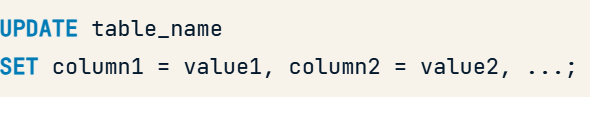 UPDATE table_name
SET column1 = value1, column2 = value2, ...;